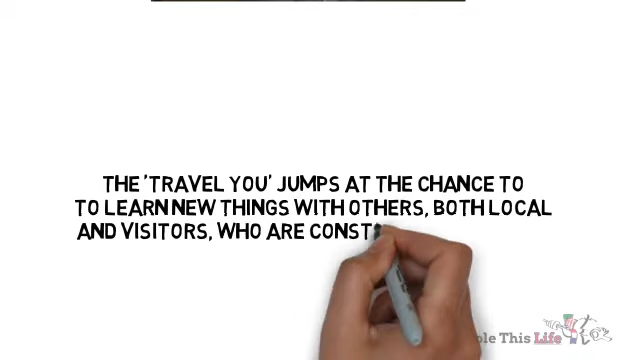 THE 'TRAVEL YOU' JUMPS AT THE CHANCE TO
TO LEARN NEW THINGS WITH OTHERS, BOTH LOCAL
AND VISITORS, WHO ARE CONST
This Life